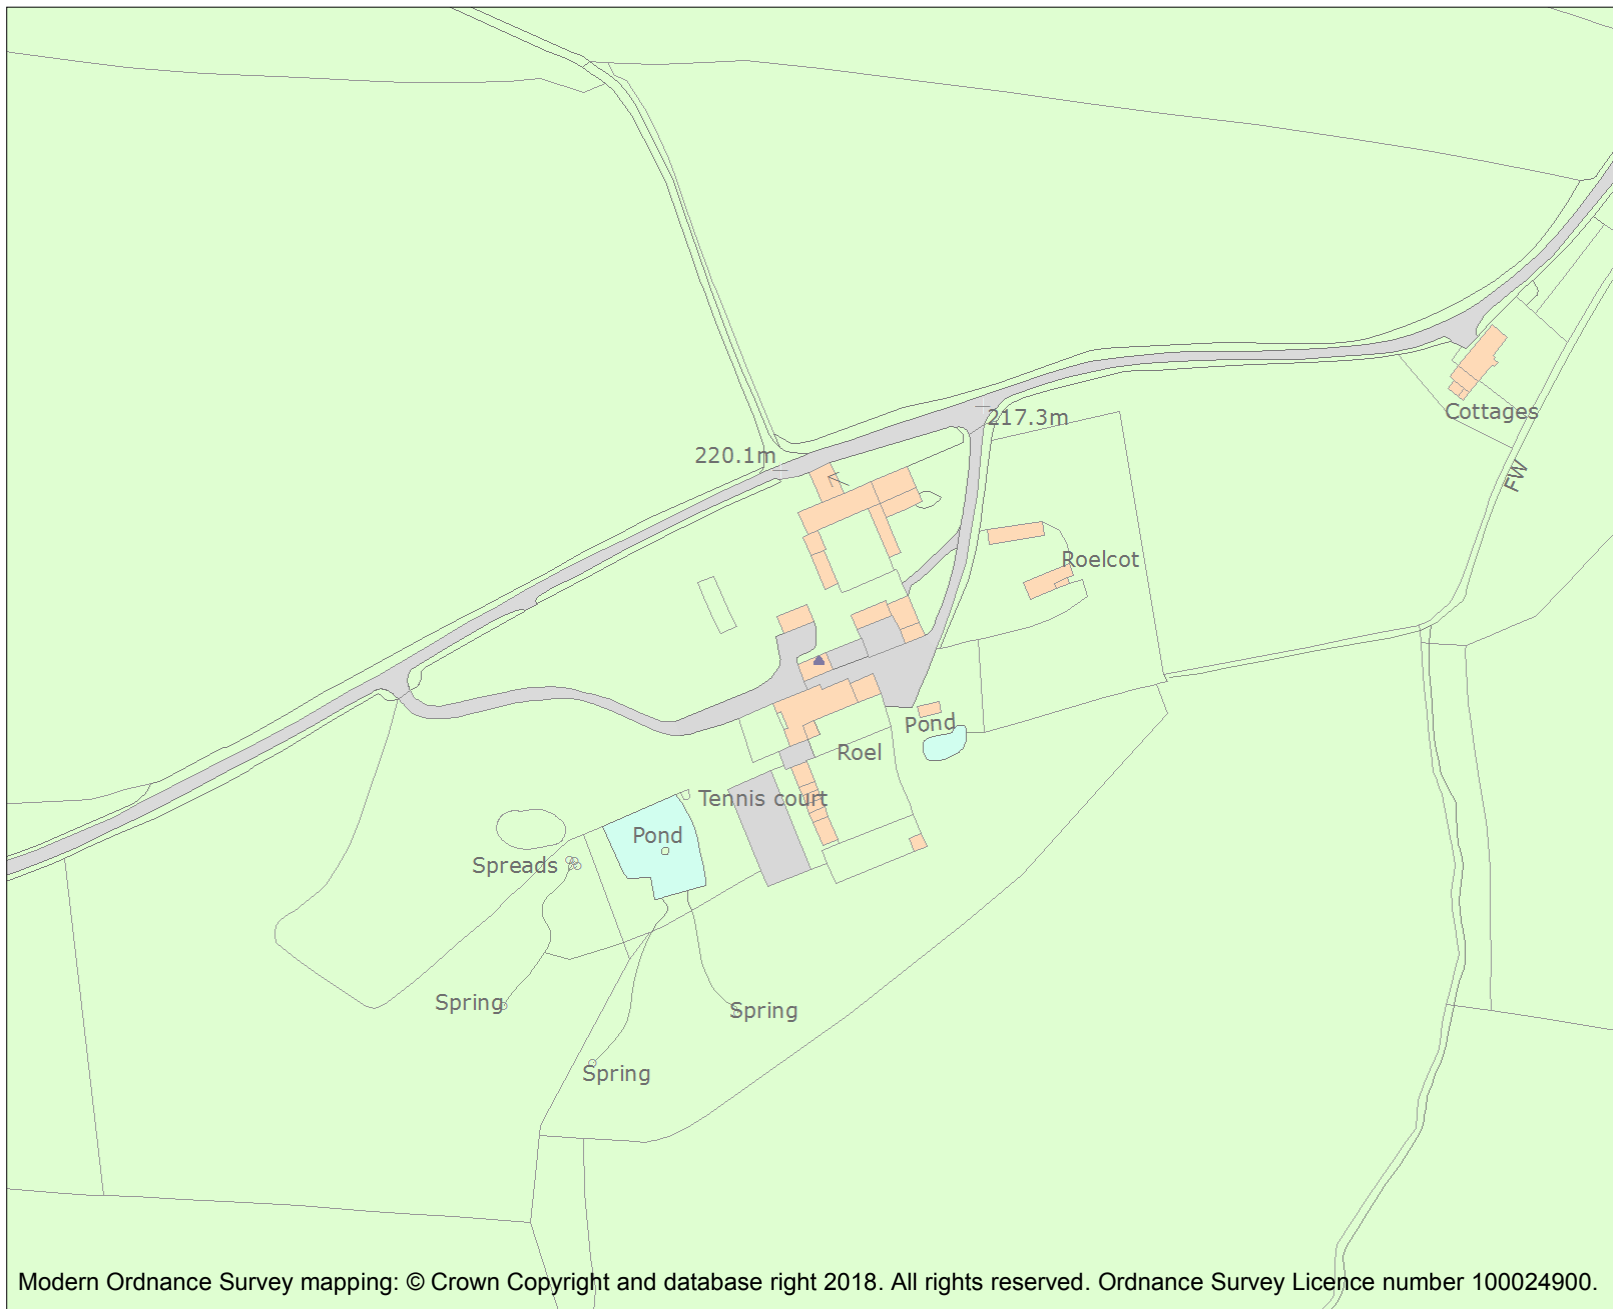 217.3m
Cottages
220.1m
FW
Roelcot
Pond
Roel
Tennis court
Pond
Spreads
Spring
Spring
Spring
Modern Ordnance Survey mapping: © Crown Copyright and database right 2018. All rights reserved. Ordnance Survey Licence number 100024900.